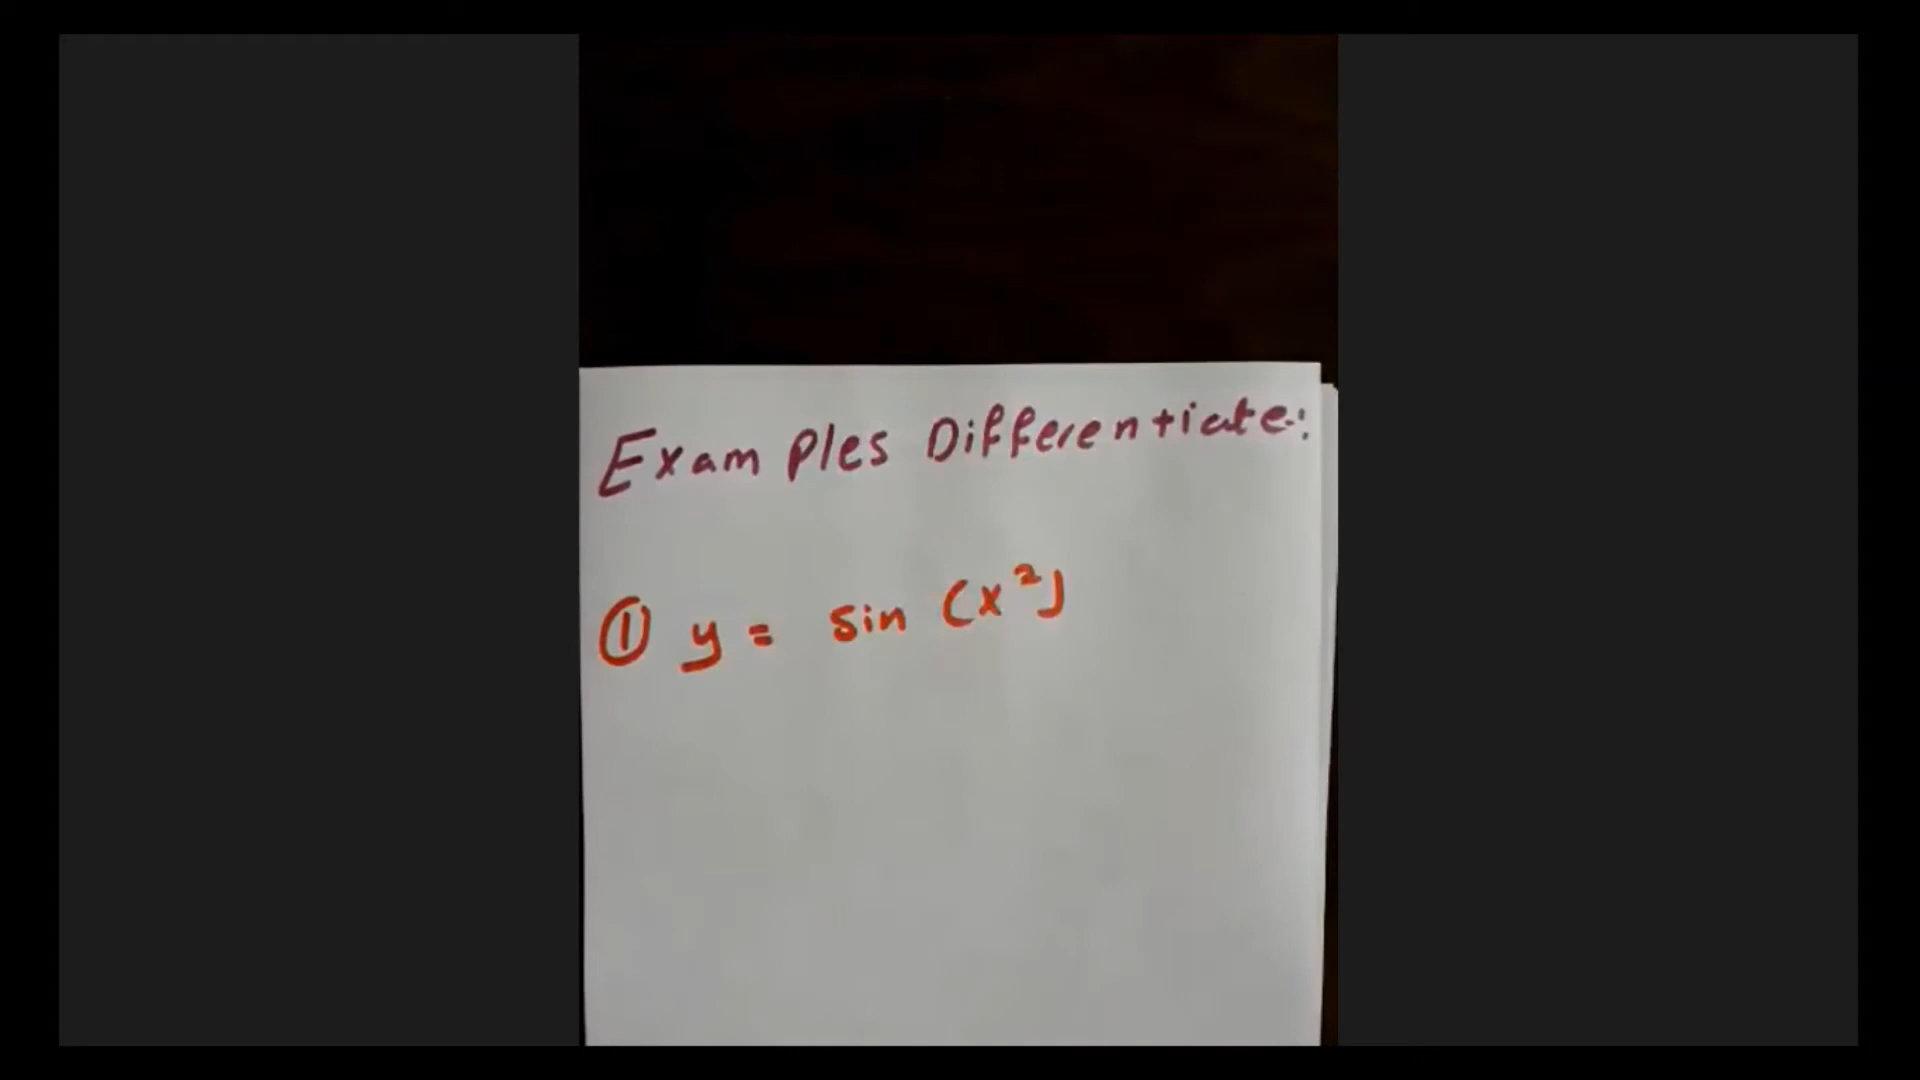 Examples Differentiate:
① y = sin (x²)